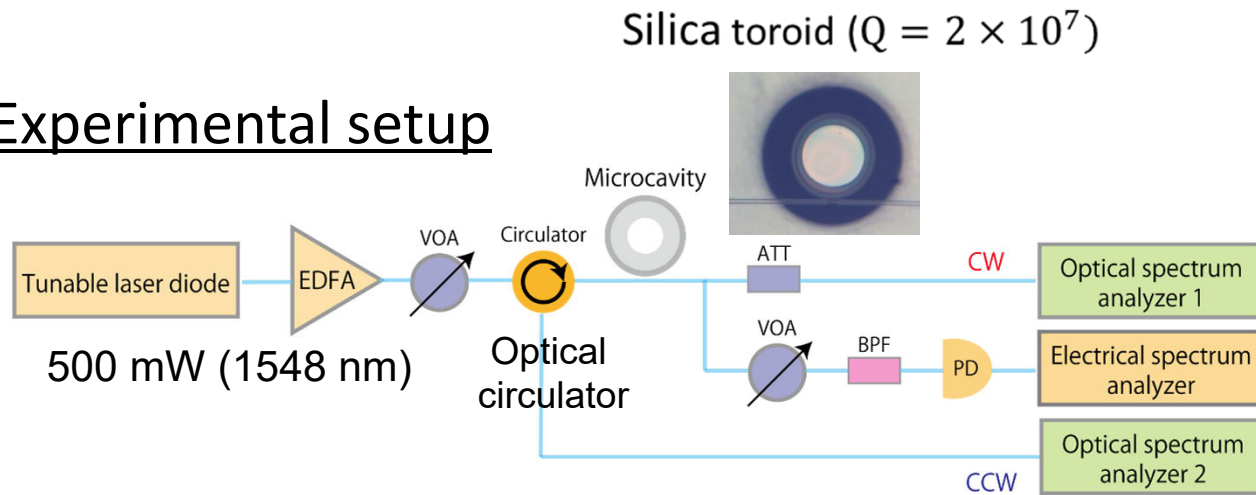 Silica toroid (Q = 2 × 10⁷)
Experimental setup
Microcavity
VOA
Circulator
ATT
CW
Optical spectrum
analyzer 1
Tunable laser diode
EDFA
500 mW (1548 nm)
Optical
circulator
VOA
BPF
PD
Electrical spectrum
analyzer
Optical spectrum
analyzer 2
CCW